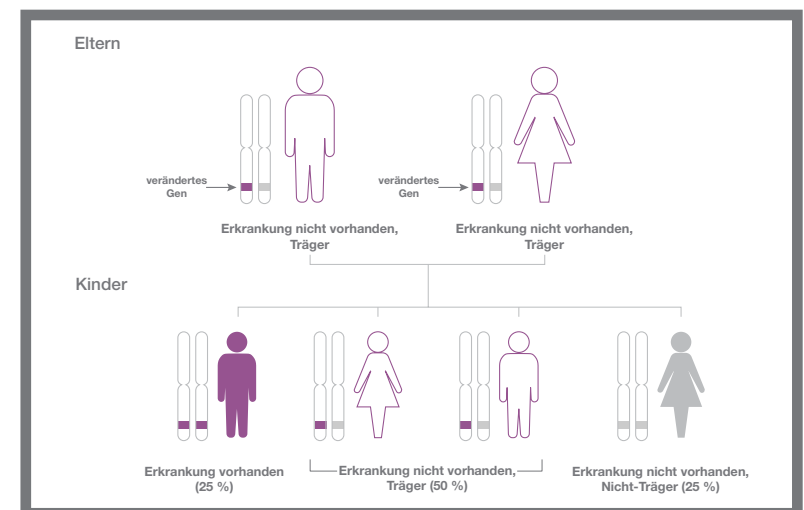 Eltern
verändertes
Gen
verändertes
Gen
Erkrankung nicht vorhanden,
Träger
Erkrankung nicht vorhanden,
Träger
Kinder
Erkrankung vorhanden
(25 %)
Erkrankung nicht vorhanden,
Träger (50 %)
Erkrankung nicht vorhanden,
Nicht-Träger (25 %)